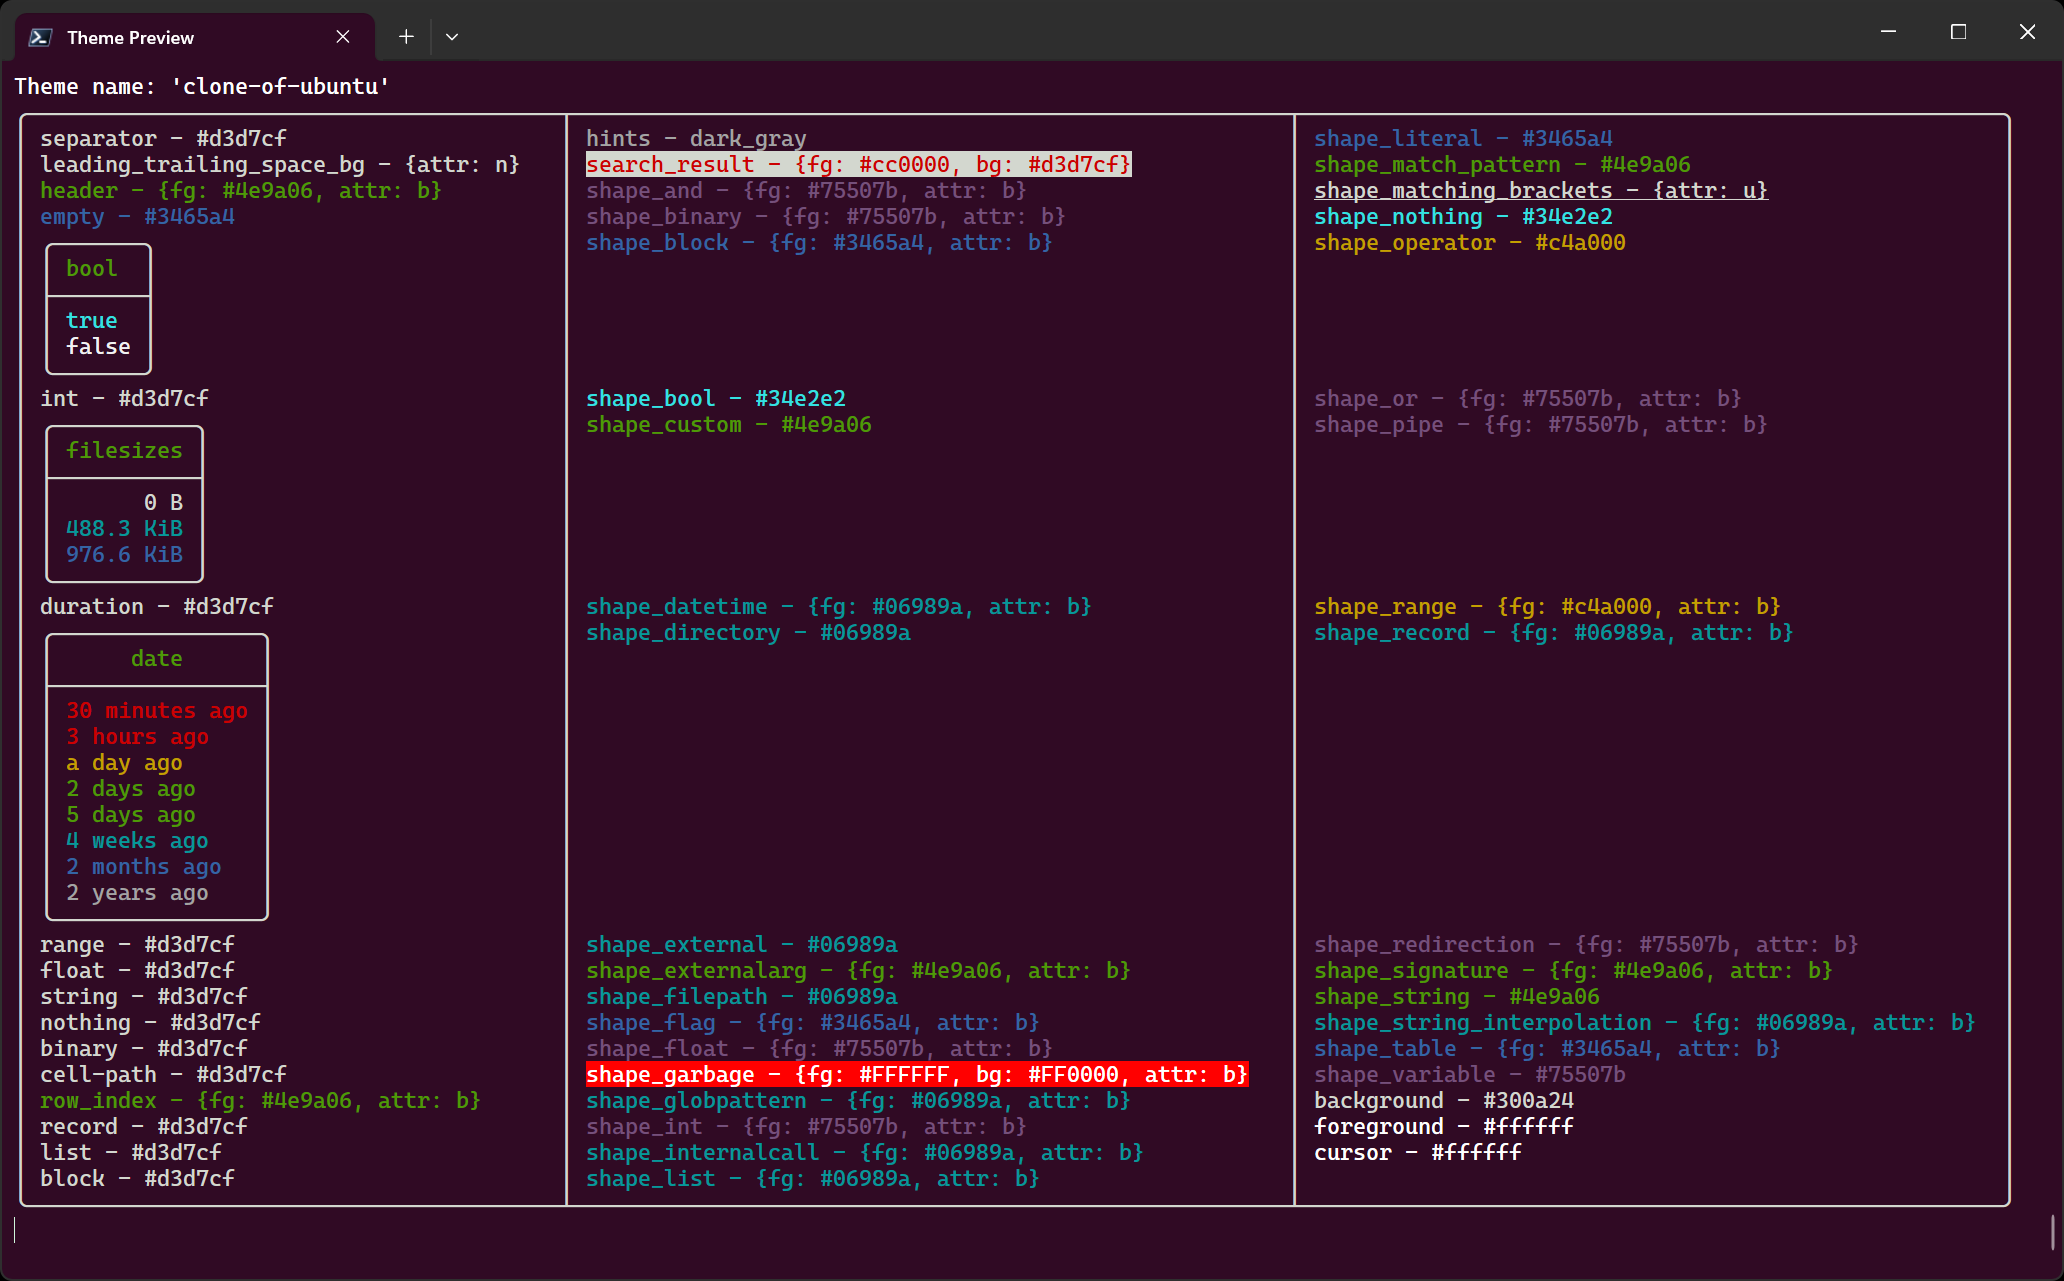 Theme Preview
Theme name: 'clone-of-ubuntu'
separator - #d3d7cf
leading_trailing_space_bg - {attr: n}
header - {fg: #4e9a06, attr: b}
empty - #3465a4
bool
true
false
int - #d3d7cf
filesizes
0 B
488.3 KiB
976.6 KiB
duration - #d3d7cf
date
30 minutes ago
3 hours ago
a day ago
2 days ago
5 days ago
4 weeks ago
2 months ago
2 years ago
range - #d3d7cf
float - #d3d7cf
string - #d3d7cf
nothing - #d3d7cf
binary - #d3d7cf
cell-path - #d3d7cf
row_index - {fg: #4e9a06, attr: b}
record - #d3d7cf
list - #d3d7cf
block - #d3d7cf
hints - dark_gray
search_result - {fg: #cc0000, bg: #d3d7cf}
shape_and - {fg: #75507b, attr: b}
shape_binary - {fg: #75507b, attr: b}
shape_block - {fg: #3465a4, attr: b}
shape_bool - #34e2e2
shape_custom - #4e9a06
shape_datetime - {fg: #06989a, attr: b}
shape_directory - #06989a
shape_external - #06989a
shape_externalarg - {fg: #4e9a06, attr: b}
shape_filepath - #06989a
shape_flag - {fg: #3465a4, attr: b}
shape_float - {fg: #75507b, attr: b}
shape_garbage - {fg: #FFFFFF, bg: #FF0000, attr: b}
shape_globpattern - {fg: #06989a, attr: b}
shape_int - {fg: #75507b, attr: b}
shape_internalcall - {fg: #06989a, attr: b}
shape_list - {fg: #06989a, attr: b}
shape_literal - #3465a4
shape_match_pattern - #4e9a06
shape_matching_brackets - {attr: u}
shape_nothing - #34e2e2
shape_operator - #c4a000
shape_or - {fg: #75507b, attr: b}
shape_pipe - {fg: #75507b, attr: b}
shape_range - {fg: #c4a000, attr: b}
shape_record - {fg: #06989a, attr: b}
shape_redirection - {fg: #75507b, attr: b}
shape_signature - {fg: #4e9a06, attr: b}
shape_string - #4e9a06
shape_string_interpolation - {fg: #06989a, attr: b}
shape_table - {fg: #3465a4, attr: b}
shape_variable - #75507b
background - #300a24
foreground - #ffffff
cursor - #ffffff